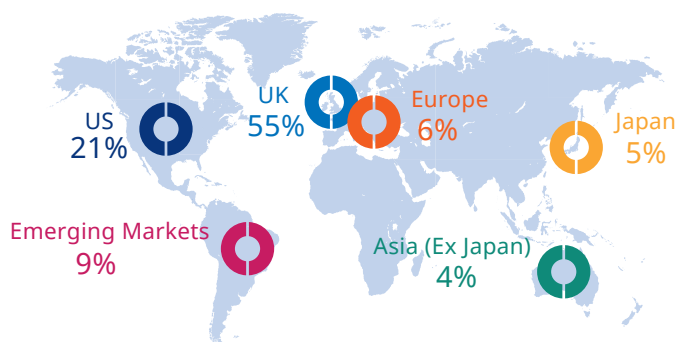 US
21%
UK
55%
Europe
6%
Japan
5%
Emerging Markets
9%
Asia (Ex Japan)
4%